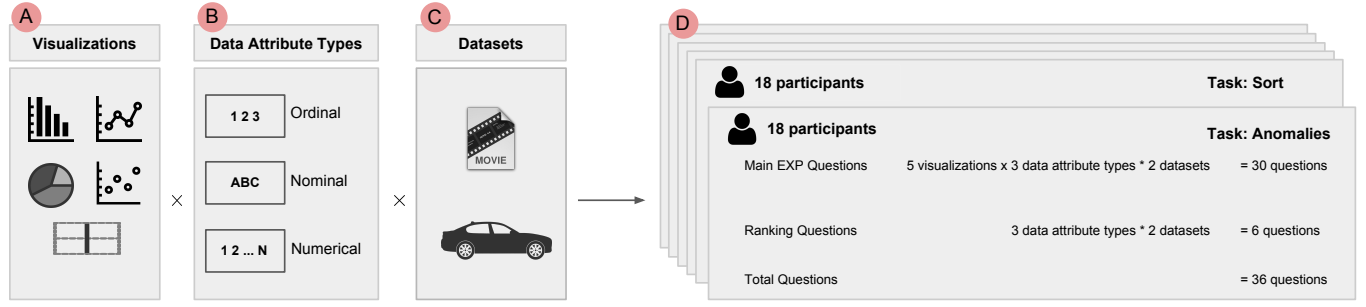 A
Visualizations
B
Data Attribute Types
1 2 3 Ordinal
ABC Nominal
1 2 ... N Numerical
C
Datasets
MOVIE
D
18 participants Task: Sort
18 participants Task: Anomalies
Main EXP Questions 5 visualizations x 3 data attribute types * 2 datasets = 30 questions
Ranking Questions 3 data attribute types * 2 datasets = 6 questions
Total Questions = 36 questions